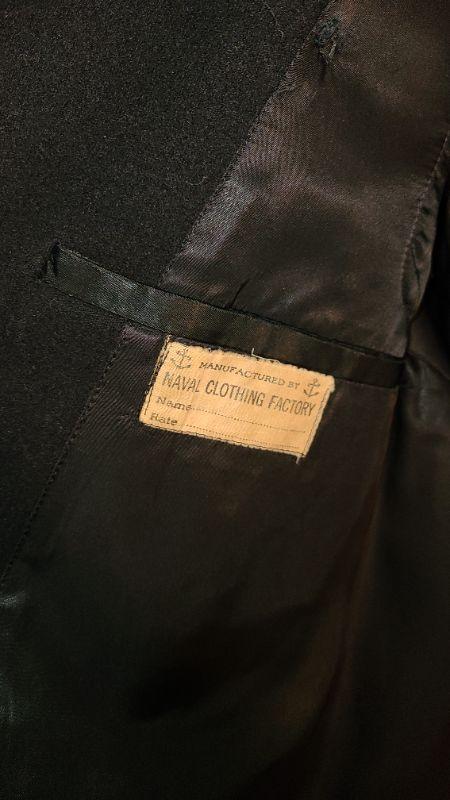 MANUFACTURED BY
NAVAL CLOTHING FACTORY
Name
Rate